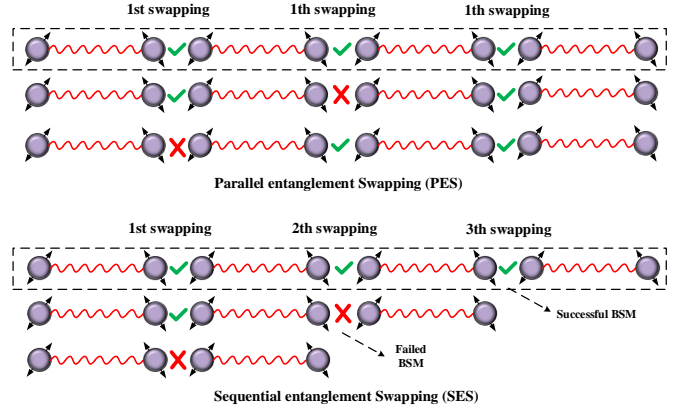 1st swapping 1th swapping 1th swapping
Parallel entanglement Swapping (PES)
1st swapping 2th swapping 3th swapping
Successful BSM
Failed
BSM
Sequential entanglement Swapping (SES)